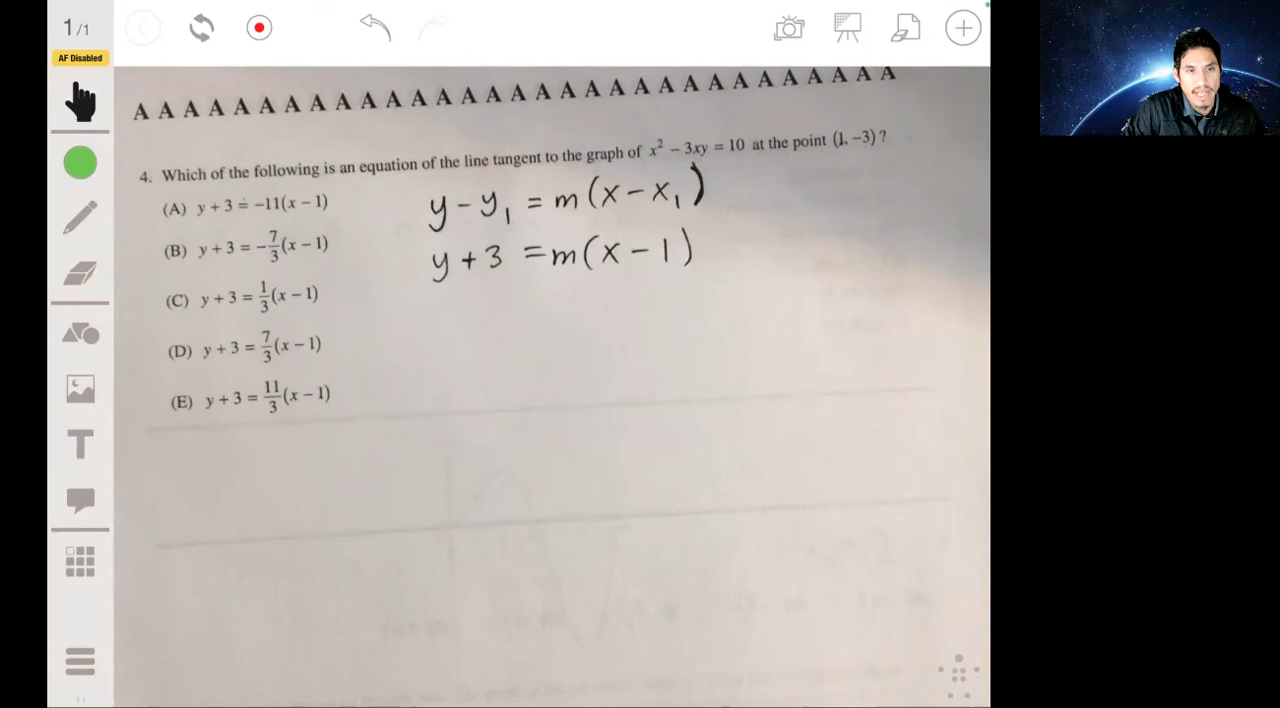 1/1
AF Disabled
A A A A A A A A A A A A A A A A A A A A A A A A A A A A A A A
4. Which of the following is an equation of the line tangent to the graph of x² − 3xy = 10 at the point (1, −3) ?
(A) y + 3 = −11(x − 1)
(B) y + 3 = −7/3(x − 1)
(C) y + 3 = 1/3(x − 1)
(D) y + 3 = 7/3(x − 1)
(E) y + 3 = 11/3(x − 1)
y − y₁ = m(x − x₁)
y + 3 = m(x − 1)
T